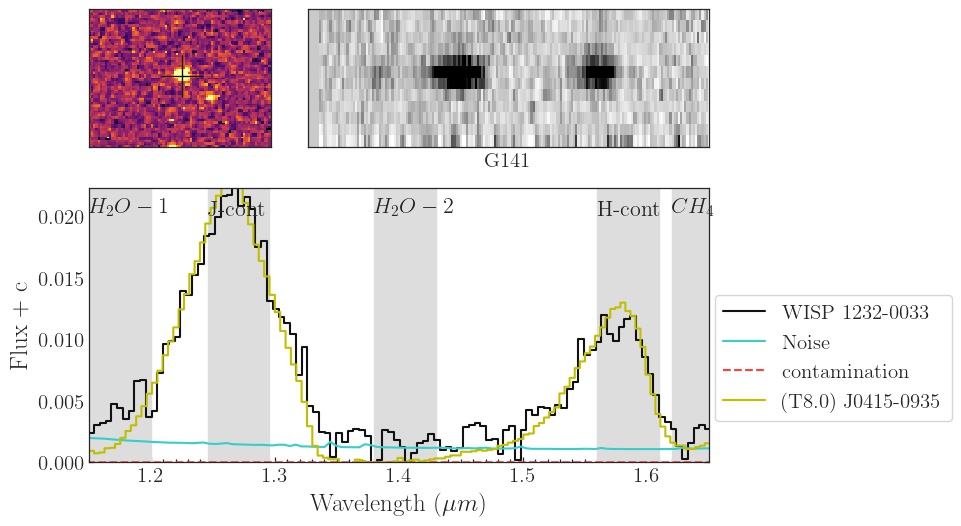 G141
H₂O − 1
J-cont
H₂O − 2
H-cont
CH₄
0.020
0.015
0.010
0.005
0.000
Flux + c
1.2
1.3
1.4
1.5
1.6
Wavelength (μm)
WISP 1232-0033
Noise
contamination
(T8.0) J0415-0935